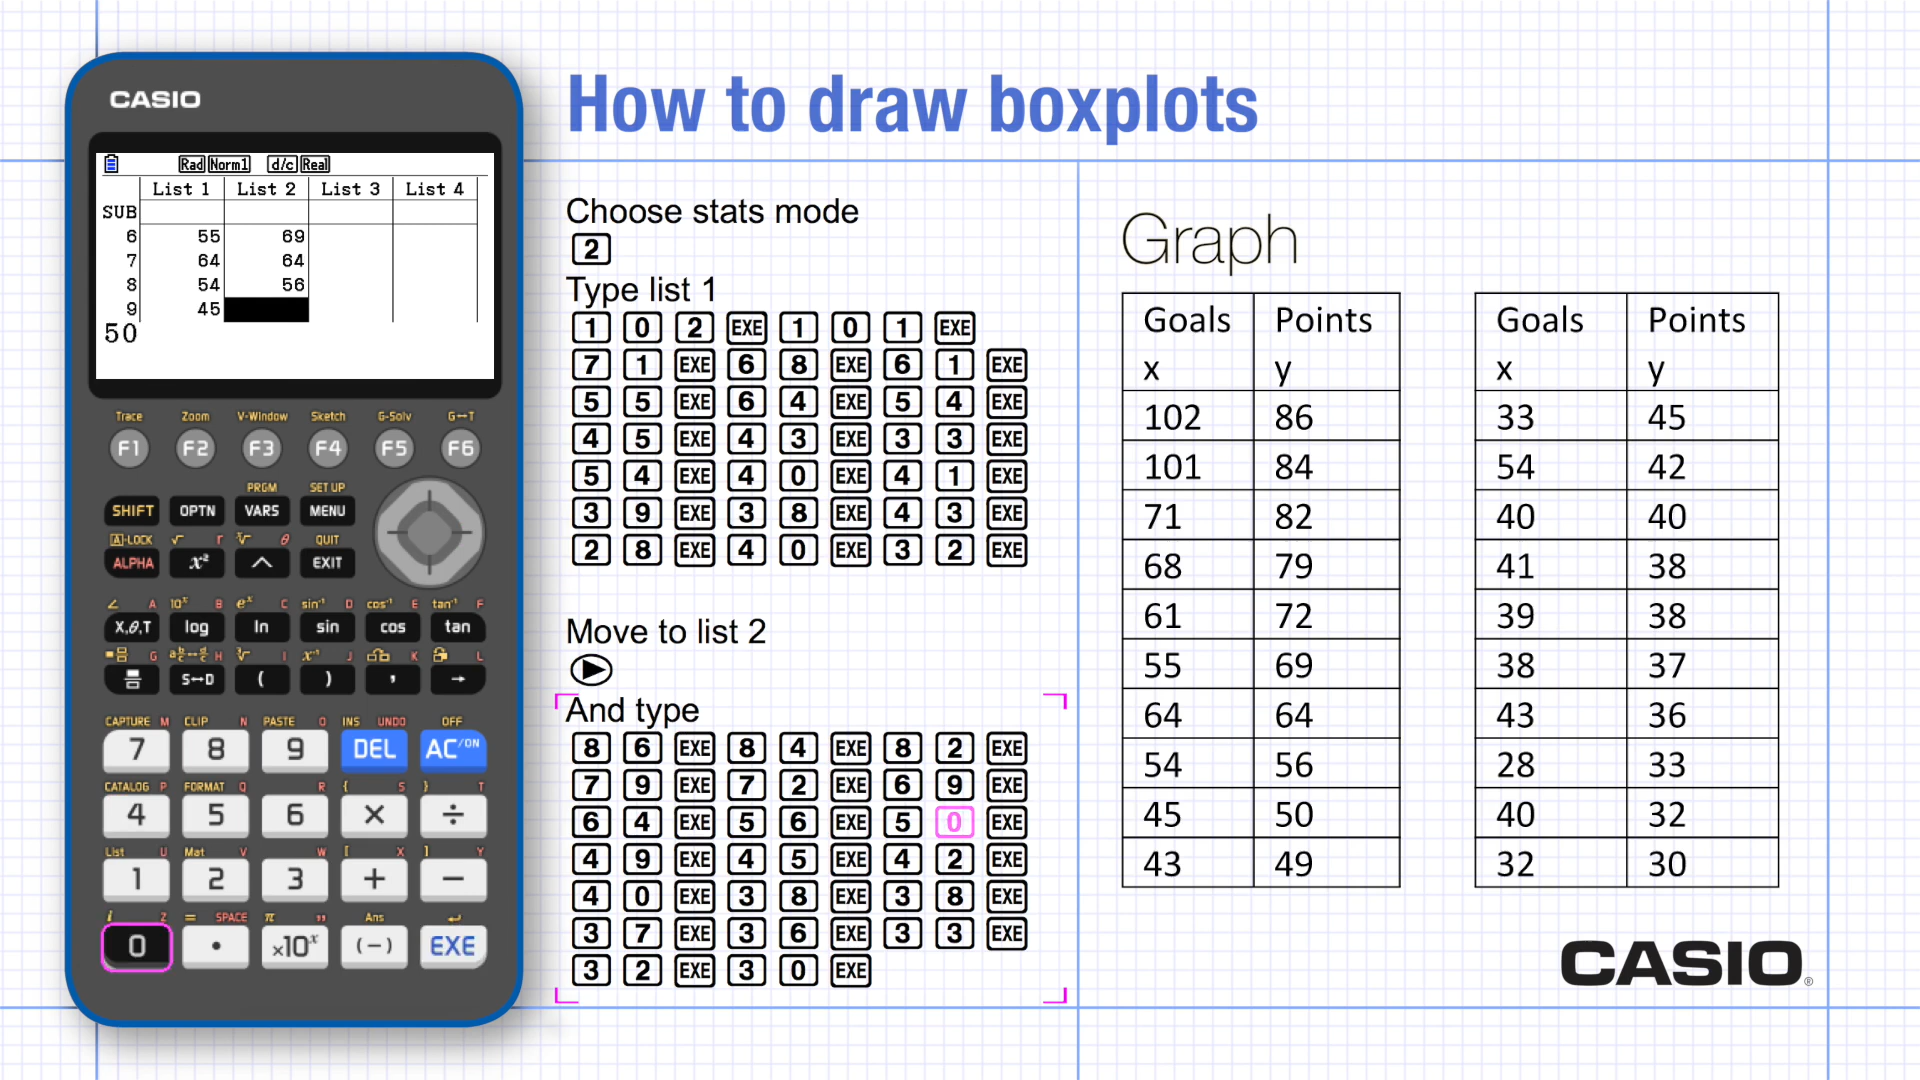 CASIO
Rad Norm1 d/c Real
List 1 List 2 List 3 List 4
SUB
6 55 69
7 64 64
8 54 56
9 45
50
Trace Zoom V-Window Sketch G-Solv G↔T
F1 F2 F3 F4 F5 F6
PRGM SET UP
SHIFT OPTN VARS MENU
A-LOCK √ r θ QUIT
ALPHA x² ^ EXIT
∠ A 10ˣ B eˣ C sin⁻¹ D cos⁻¹ E tan⁻¹ F
X,θ,T log ln sin cos tan
G H ³√ I x⁻¹ J K L
S↔D ( ) , →
CAPTURE M CLIP N PASTE O INS UNDO OFF
7 8 9 DEL AC/ON
CATALOG P FORMAT Q R { S } T
4 5 6 × ÷
List U Mat V W [ X ] Y
1 2 3 + −
i Z = SPACE π " Ans ↵
0 . ×10ˣ (−) EXE
How to draw boxplots
Choose stats mode
2
Type list 1
1 0 2 EXE 1 0 1 EXE
7 1 EXE 6 8 EXE 6 1 EXE
5 5 EXE 6 4 EXE 5 4 EXE
4 5 EXE 4 3 EXE 3 3 EXE
5 4 EXE 4 0 EXE 4 1 EXE
3 9 EXE 3 8 EXE 4 3 EXE
2 8 EXE 4 0 EXE 3 2 EXE
Move to list 2
And type
8 6 EXE 8 4 EXE 8 2 EXE
7 9 EXE 7 2 EXE 6 9 EXE
6 4 EXE 5 6 EXE 5 0 EXE
4 9 EXE 4 5 EXE 4 2 EXE
4 0 EXE 3 8 EXE 3 8 EXE
3 7 EXE 3 6 EXE 3 3 EXE
3 2 EXE 3 0 EXE
Graph
Goals Points
x y
102 86
101 84
71 82
68 79
61 72
55 69
64 64
54 56
45 50
43 49
Goals Points
x y
33 45
54 42
40 40
41 38
39 38
38 37
43 36
28 33
40 32
32 30
CASIO®